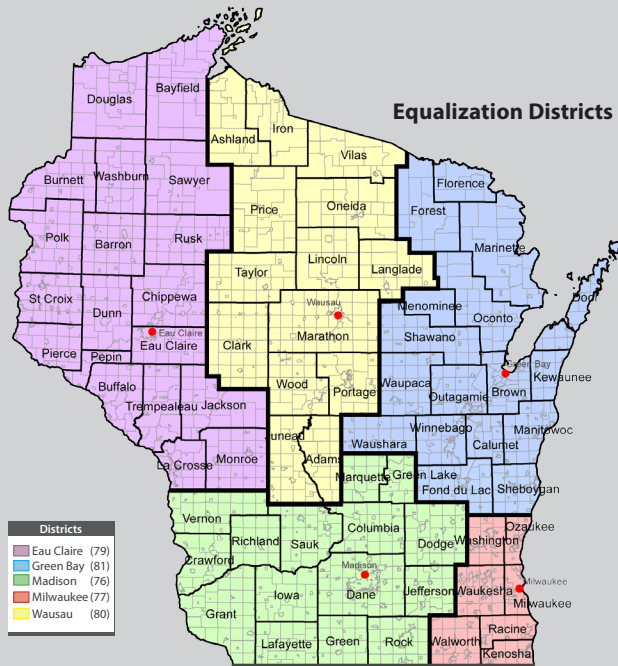 Equalization Districts
Bayfield
Douglas
Iron
Ashland
Vilas
Washburn
Burnett
Sawyer
Florence
Forest
Price
Oneida
Polk
Barron
Rusk
Marinette
Lincoln
Taylor
Langlade
Chippewa
St Croix
Dunn
Wausau
Menominee
Door
Oconto
Eau Claire
Eau Claire
Marathon
Shawano
Clark
Pierce
Pepin
Green Bay
Buffalo
Wood
Portage
Waupaca
Outagamie
Brown
Kewaunee
Trempealeau
Jackson
Winnebago
Manitowoc
Juneau
Waushara
Calumet
La Crosse
Monroe
Adams
Marquette
Green Lake
Fond du Lac
Sheboygan
Vernon
Columbia
Ozaukee
Richland
Sauk
Dodge
Washington
Crawford
Madison
Iowa
Dane
Jefferson
Waukesha
Milwaukee
Milwaukee
Grant
Lafayette
Green
Rock
Walworth
Racine
Kenosha
Districts
Eau Claire (79)
Green Bay (81)
Madison (76)
Milwaukee (77)
Wausau (80)